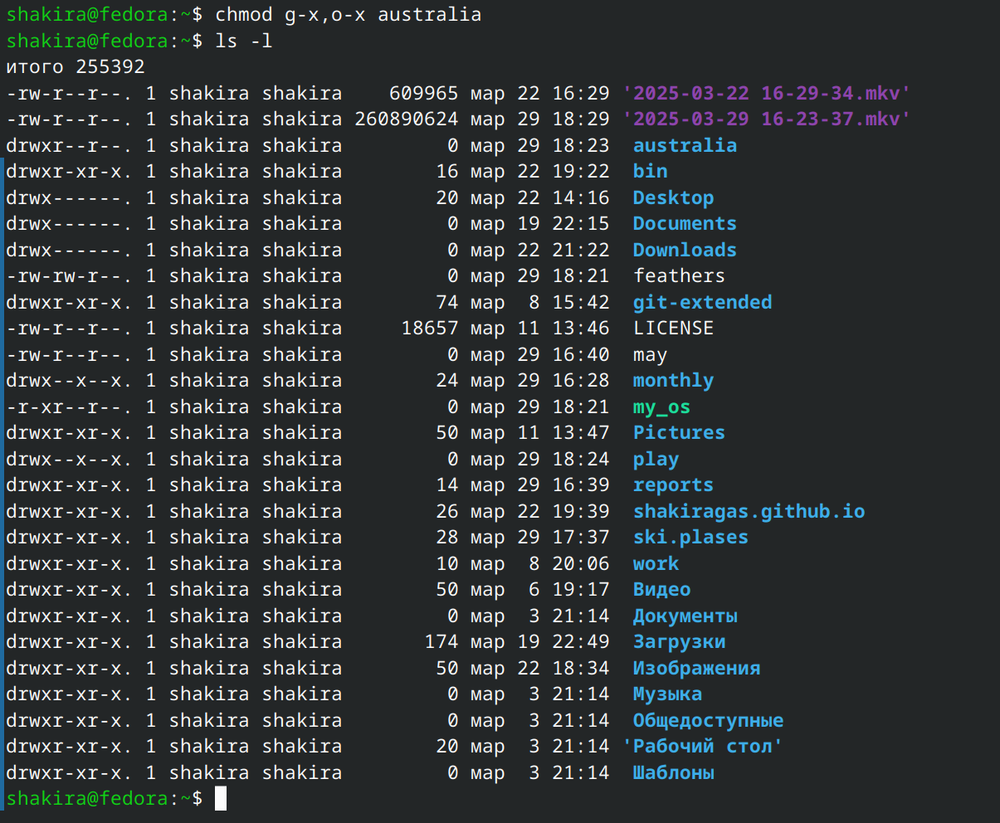 shakira@fedora:~$ chmod g-x,o-x australia
shakira@fedora:~$ ls -l
итого 255392
-rw-r--r--. 1 shakira shakira    609965 мар 22 16:29 '2025-03-22 16-29-34.mkv'
-rw-r--r--. 1 shakira shakira 260890624 мар 29 18:29 '2025-03-29 16-23-37.mkv'
drwxr--r--. 1 shakira shakira         0 мар 29 18:23  australia
drwxr-xr-x. 1 shakira shakira        16 мар 22 19:22  bin
drwx------. 1 shakira shakira        20 мар 22 14:16  Desktop
drwx------. 1 shakira shakira         0 мар 19 22:15  Documents
drwx------. 1 shakira shakira         0 мар 22 21:22  Downloads
-rw-rw-r--. 1 shakira shakira         0 мар 29 18:21  feathers
drwxr-xr-x. 1 shakira shakira        74 мар  8 15:42  git-extended
-rw-r--r--. 1 shakira shakira     18657 мар 11 13:46  LICENSE
-rw-r--r--. 1 shakira shakira         0 мар 29 16:40  may
drwx--x--x. 1 shakira shakira        24 мар 29 16:28  monthly
-r-xr--r--. 1 shakira shakira         0 мар 29 18:21  my_os
drwxr-xr-x. 1 shakira shakira        50 мар 11 13:47  Pictures
drwx--x--x. 1 shakira shakira         0 мар 29 18:24  play
drwxr-xr-x. 1 shakira shakira        14 мар 29 16:39  reports
drwxr-xr-x. 1 shakira shakira        26 мар 22 19:39  shakiragas.github.io
drwxr-xr-x. 1 shakira shakira        28 мар 29 17:37  ski.plases
drwxr-xr-x. 1 shakira shakira        10 мар  8 20:06  work
drwxr-xr-x. 1 shakira shakira        50 мар  6 19:17  Видео
drwxr-xr-x. 1 shakira shakira         0 мар  3 21:14  Документы
drwxr-xr-x. 1 shakira shakira       174 мар 19 22:49  Загрузки
drwxr-xr-x. 1 shakira shakira        50 мар 22 18:34  Изображения
drwxr-xr-x. 1 shakira shakira         0 мар  3 21:14  Музыка
drwxr-xr-x. 1 shakira shakira         0 мар  3 21:14  Общедоступные
drwxr-xr-x. 1 shakira shakira        20 мар  3 21:14 'Рабочий стол'
drwxr-xr-x. 1 shakira shakira         0 мар  3 21:14  Шаблоны
shakira@fedora:~$